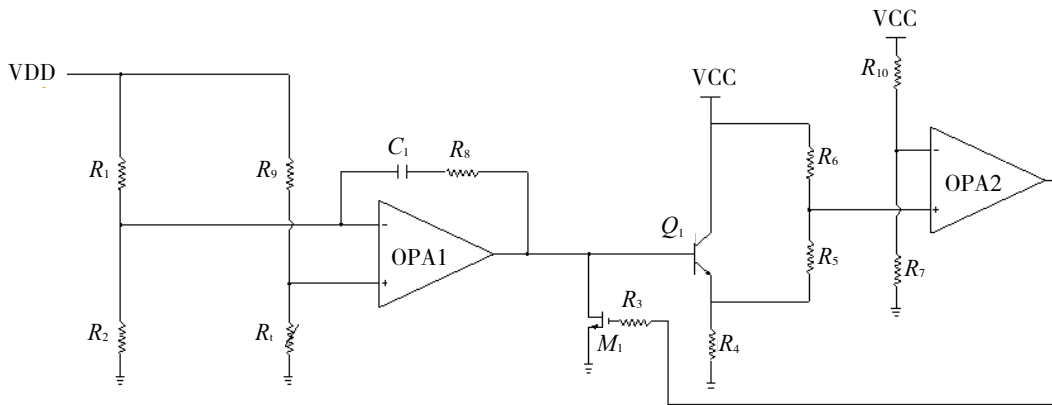 VCC
VCC
R10
VDD
C1
R8
R1
R9
R6
−
OPA2
+
−
Q1
OPA1
R5
R7
+
R3
R2
Rt
M1
R4